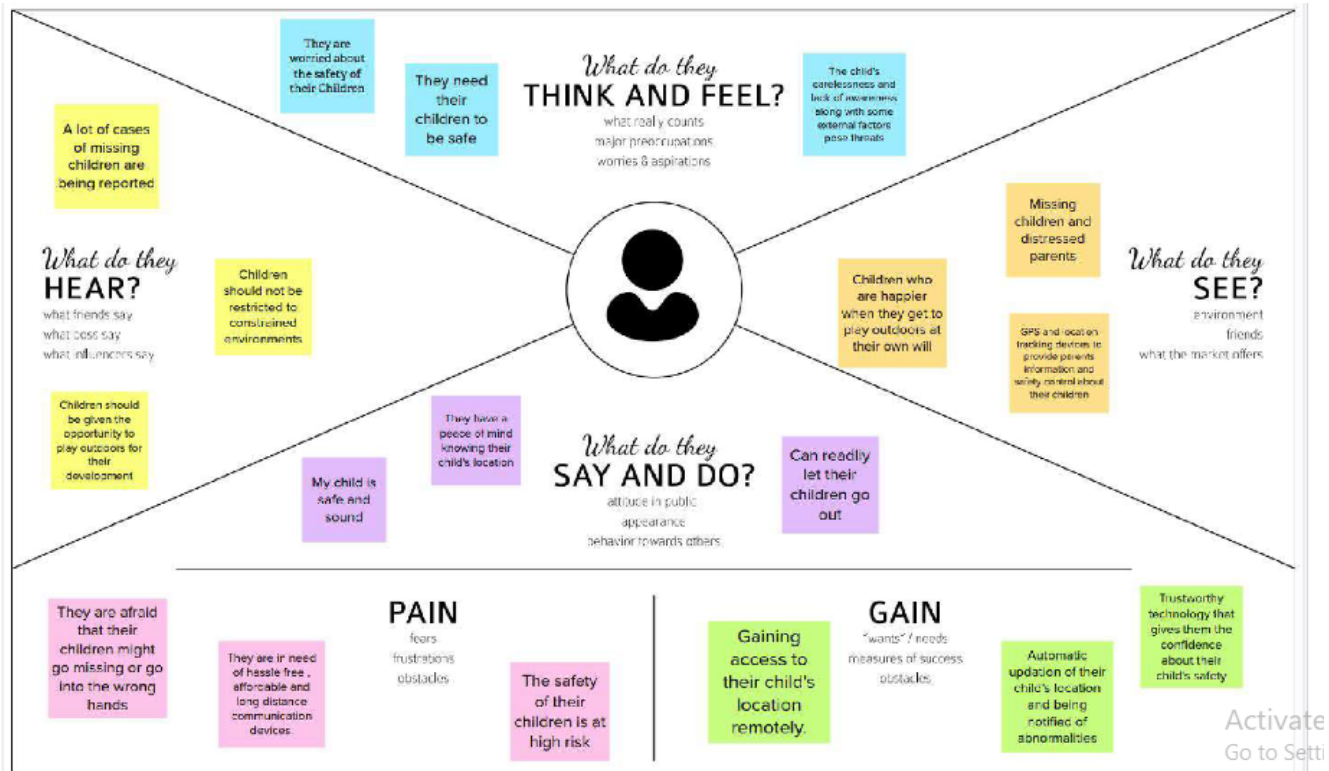 They are
worried about
the safety of
their Children
They need
their
children to
be safe
What do they
THINK AND FEEL?
what really counts
major preoccupations
worries & aspirations
The child's
carelessness and
lack of awareness
along with some
external factors
pose threats
A lot of cases
of missing
children are
being reported
What do they
HEAR?
what friends say
what boss say
what influencers say
Children
should not be
restricted to
constrained
environments
Children should
be given the
opportunity to
play outdoors for
their
development
Missing
children and
distressed
parents
Children who
are happier
when they get to
play outdoors at
their own will
What do they
SEE?
environment
friends
what the market offers
GPS and location
tracking devices to
provide parents
information and
safety control about
their children
They have a
peace of mind
knowing their
child's location
My child is
safe and
sound
What do they
SAY AND DO?
attitude in public
appearance
behavior towards others
Can readily
let their
children go
out
They are afraid
that their
children might
go missing or go
into the wrong
hands
They are in need
of hassle free ,
affordable and
long distance
communication
devices.
PAIN
fears
frustrations
obstacles
The safety
of their
children is at
high risk
Gaining
access to
their child's
location
remotely.
GAIN
"wants" / needs
measures of success
obstacles
Automatic
updation of their
child's location
and being
notified of
abnormalities
Trustworthy
technology that
gives them the
confidence
about their
child's safety
Activate
Go to Setti